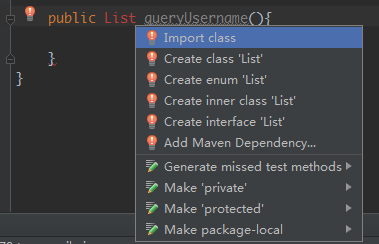 public List queryUsername(){
Import class
Create class 'List'
}
Create enum 'List'
}
Create inner class 'List'
Create interface 'List'
Add Maven Dependency...
Generate missed test methods
Make 'private'
Make 'protected'
Make package-local